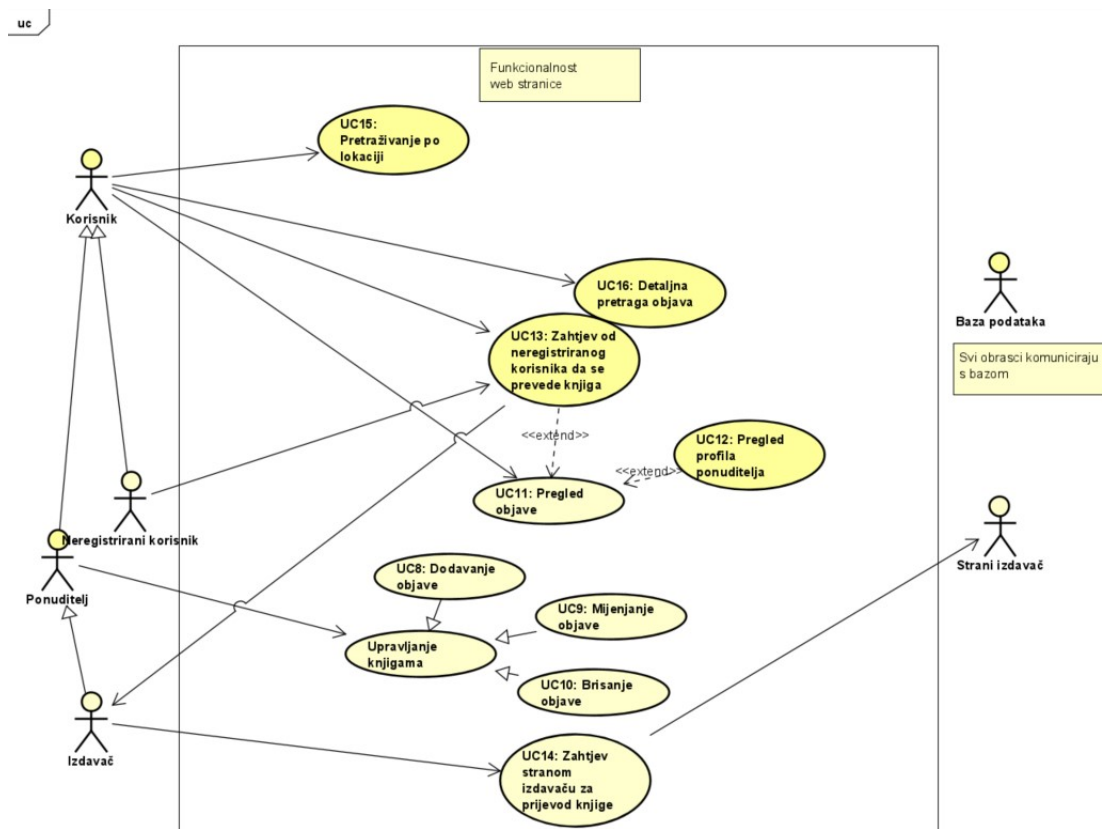 uc
Funkcionalnost
web stranice
UC15:
Pretraživanje po
lokaciji
Korisnik
UC16: Detaljna
pretraga objava
Baza podataka
UC13: Zahtjev od
neregistriranog
korisnika da se
prevede knjiga
Svi obrasci komuniciraju
s bazom
<<extend>>
UC12: Pregled
profila
ponuditelja
<<extend>>
UC11: Pregled
objave
Neregistrirani korisnik
Strani izdavač
UC8: Dodavanje
objave
Ponuditelj
UC9: Mijenjanje
objave
Upravljanje
knjigama
UC10: Brisanje
objave
Izdavač
UC14: Zahtjev
stranom
izdavaču za
prijevod knjige